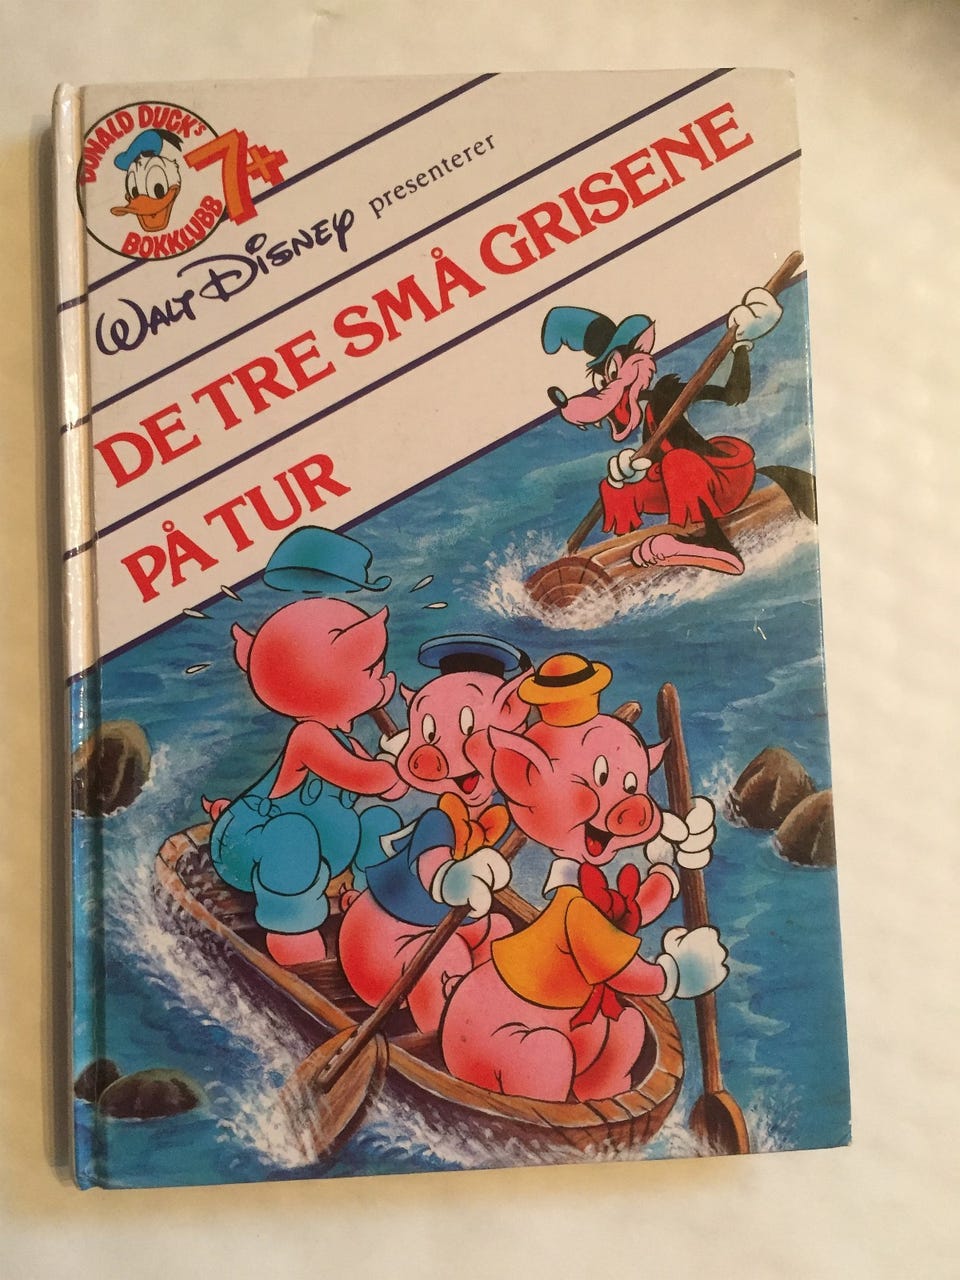 DONALD DUCK's
BOKKLUBB
7+
WALT DISNEY presenterer
DE TRE SMÅ GRISENE
PÅ TUR